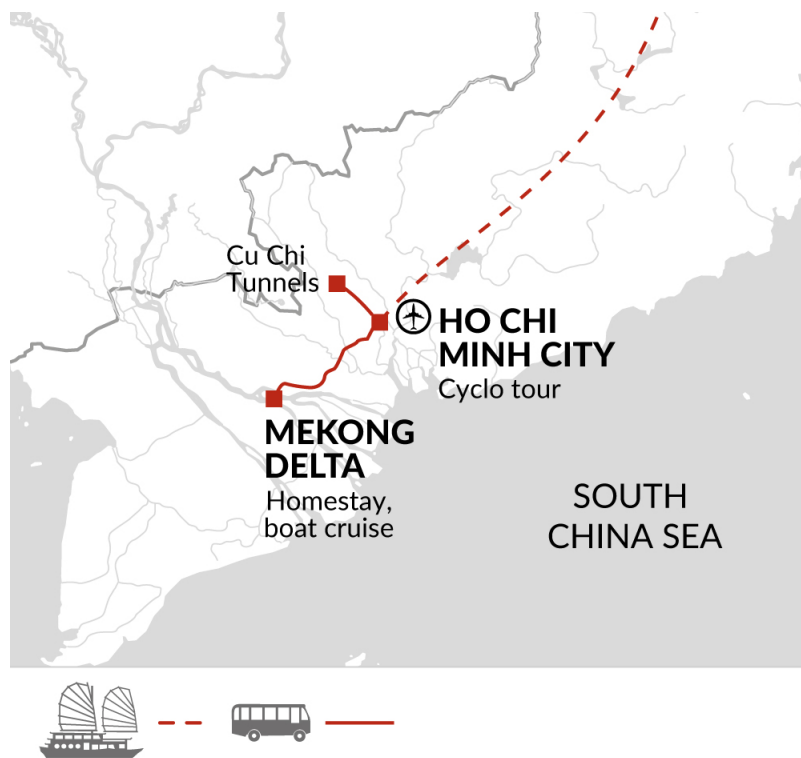 Cu Chi
Tunnels
HO CHI
MINH CITY
Cyclo tour
MEKONG
DELTA
Homestay,
boat cruise
SOUTH
CHINA SEA